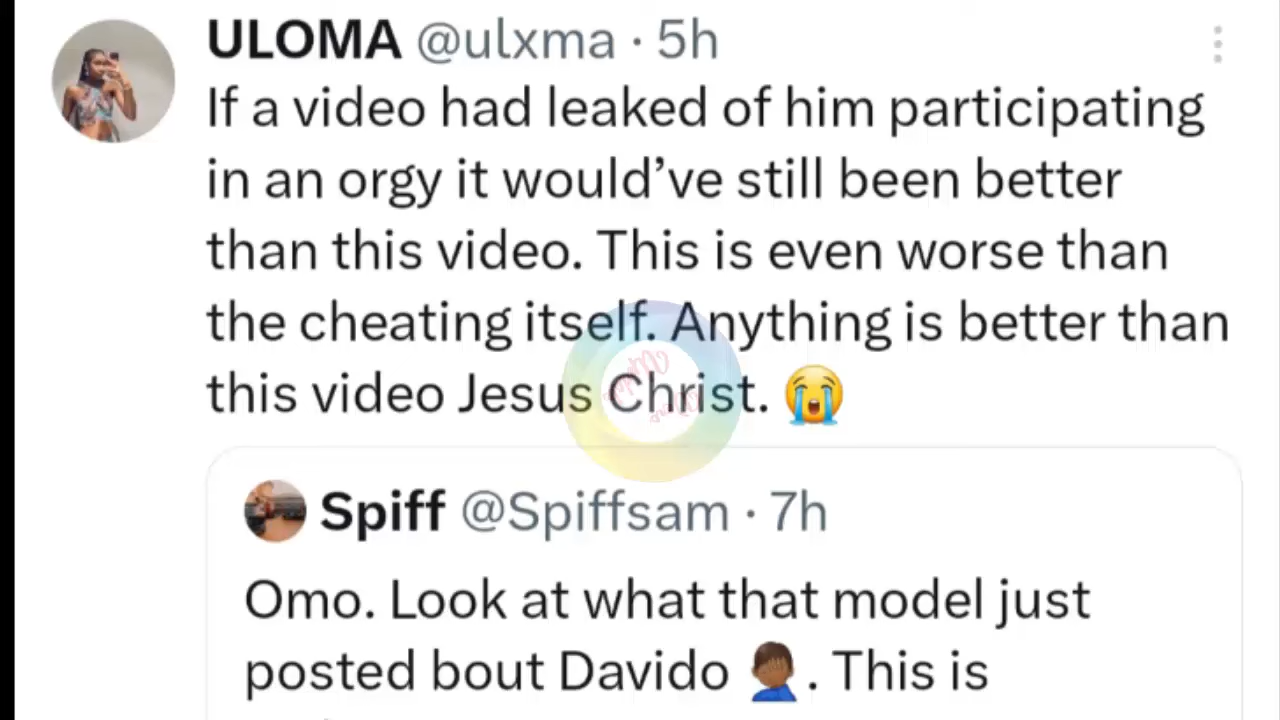 ULOMA @ulxma · 5h
If a video had leaked of him participating
in an orgy it would’ve still been better
than this video. This is even worse than
the cheating itself. Anything is better than
this video Jesus Christ. 😭
Spiff @Spiffsam · 7h
Omo. Look at what that model just
posted bout Davido 🤦🏾‍♂️. This is